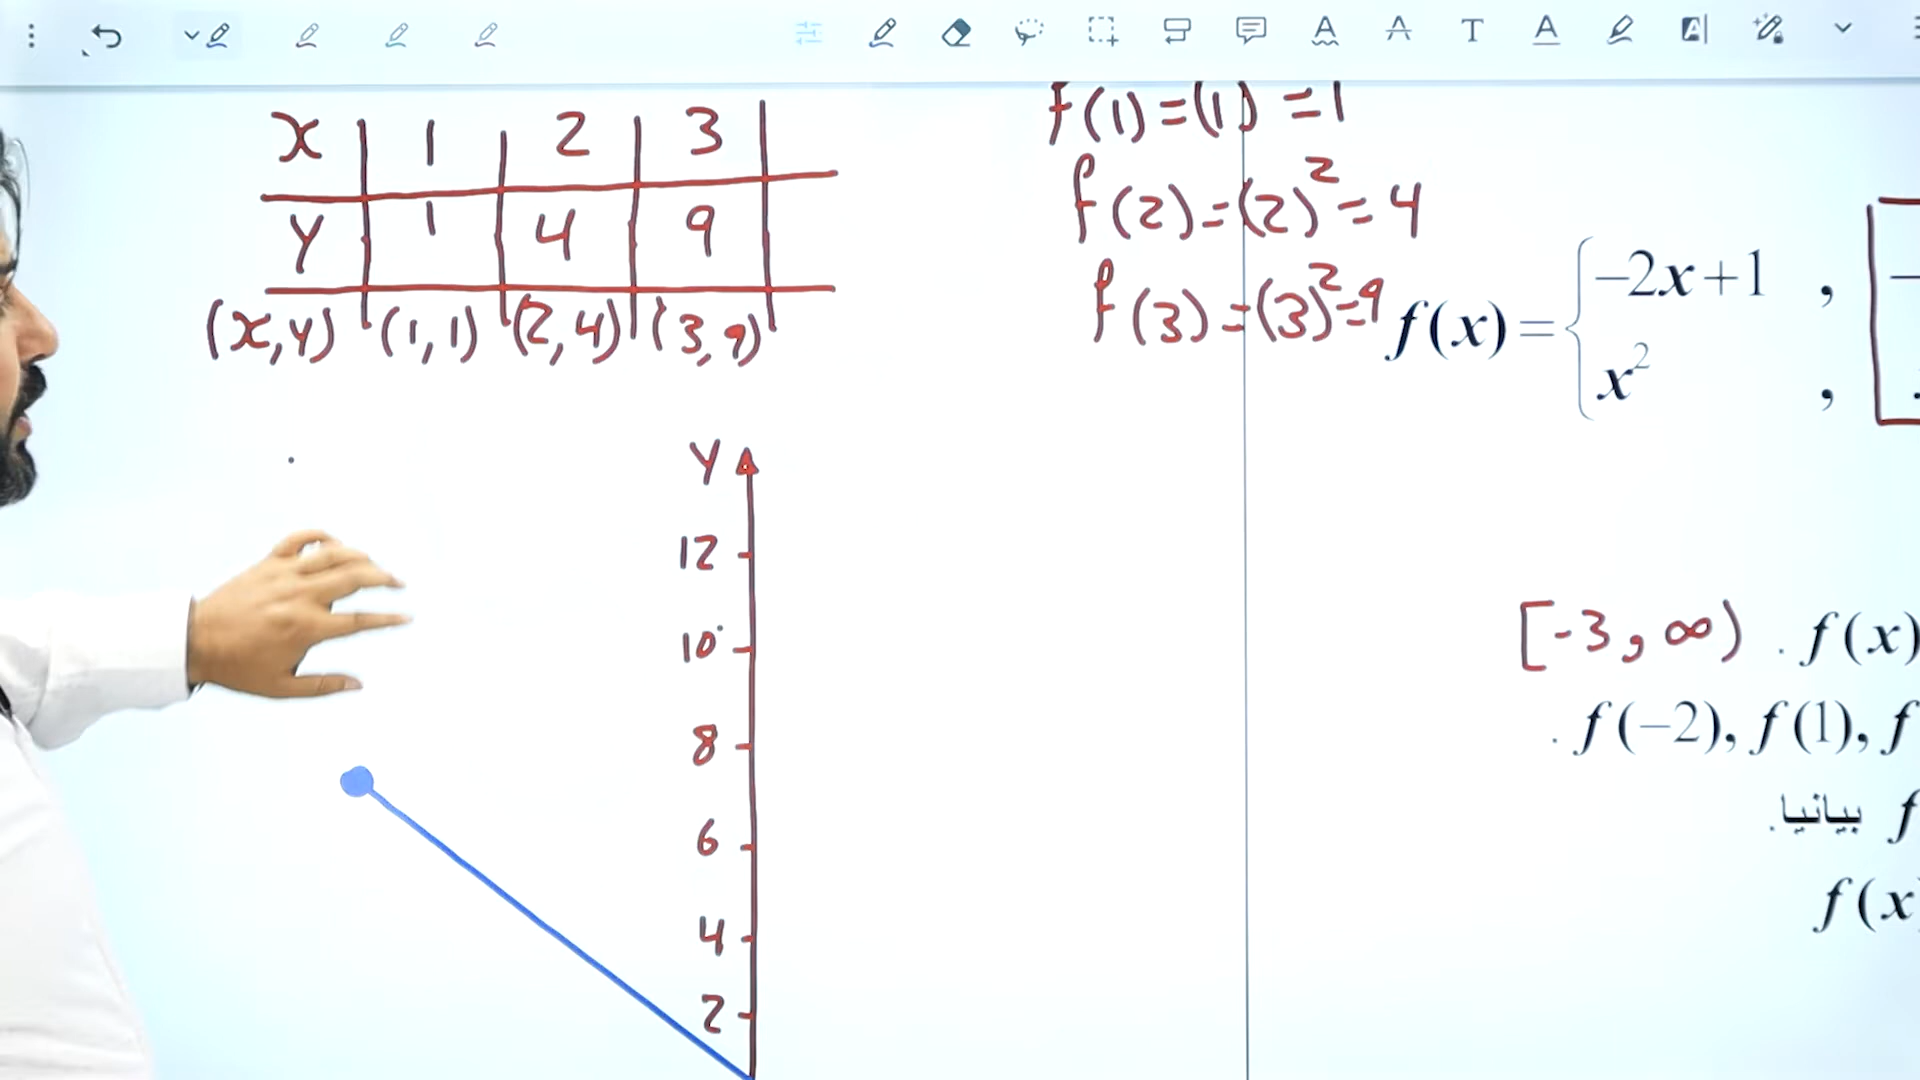 X | 1 | 2 | 3
Y | 1 | 4 | 9
(x,y) | (1,1) | (2,4) | (3,9)
f(1)=(1) =1
f(2)=(2)²=4
f(3)=(3)²=9
f(x)={ −2x+1 ,
x² ,
Y
12
10
8
6
4
2
[-3, ∞) . f(x)
. f(−2), f(1), f
f بيانيا.
f(x